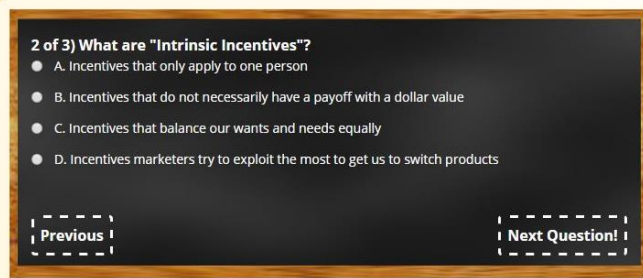 2 of 3) What are "Intrinsic Incentives"?
A. Incentives that only apply to one person
B. Incentives that do not necessarily have a payoff with a dollar value
C. Incentives that balance our wants and needs equally
D. Incentives marketers try to exploit the most to get us to switch products
Previous Next Question!